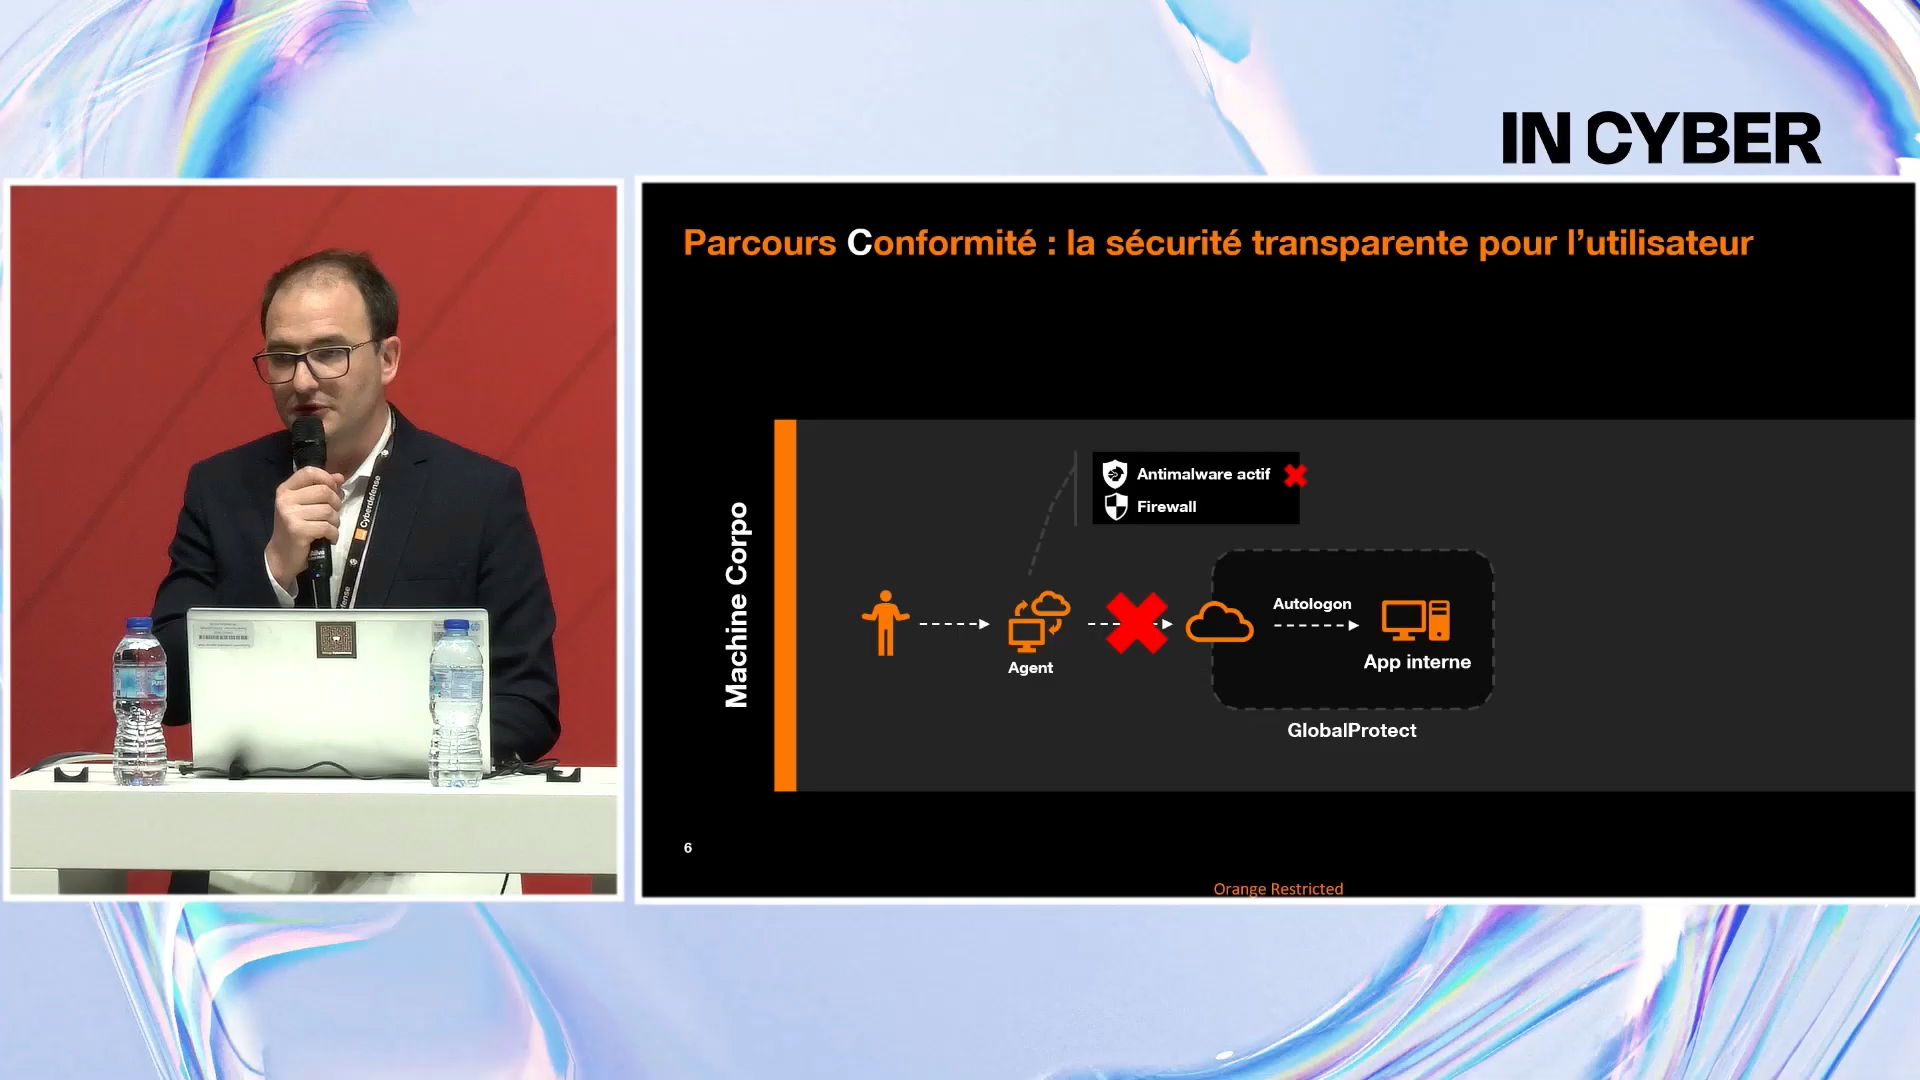 IN CYBER
Parcours Conformité : la sécurité transparente pour l'utilisateur
Machine Corpo
Antimalware actif
Firewall
Agent
Autologon
App interne
GlobalProtect
6
Orange Restricted
Cyberdefense